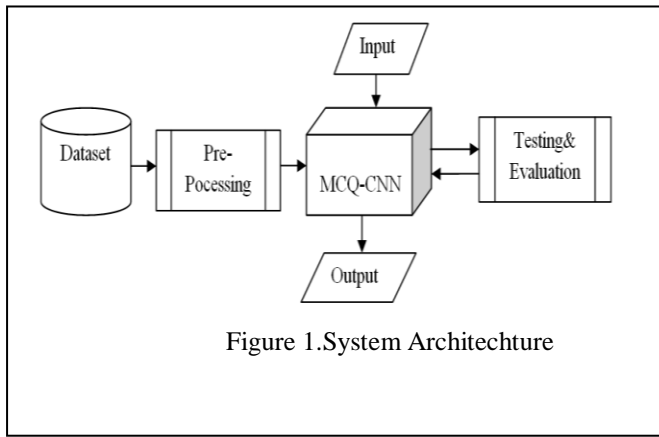 Input
Dataset
Pre-
Pocessing
MCQ-CNN
Testing&
Evaluation
Output
Figure 1.System Architechture